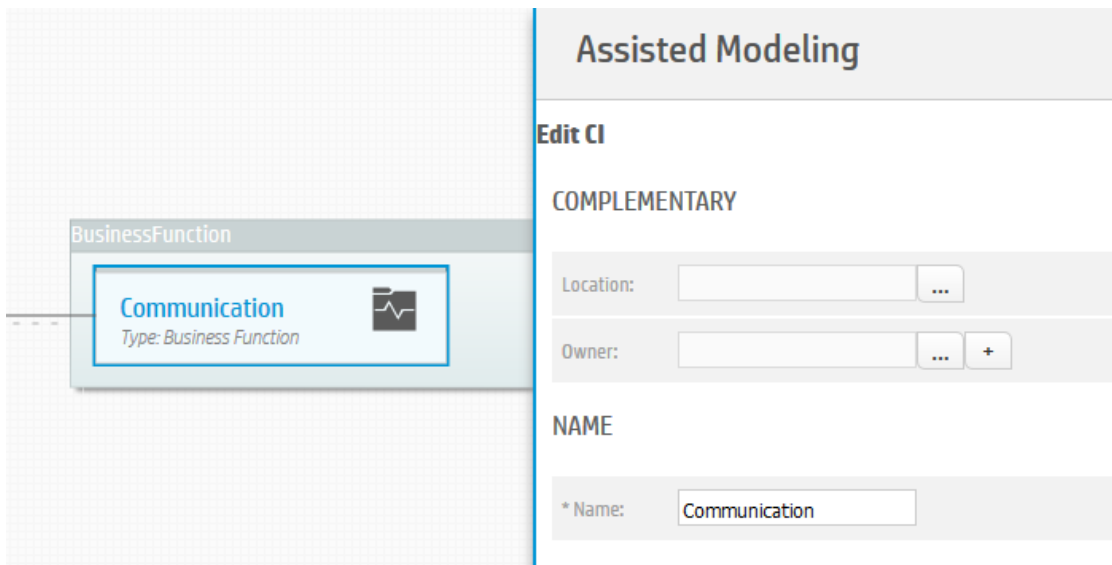 Assisted Modeling
Edit CI
COMPLEMENTARY
Location:
...
Owner:
...
+
NAME
* Name:
Communication
BusinessFunction
Communication
Type: Business Function